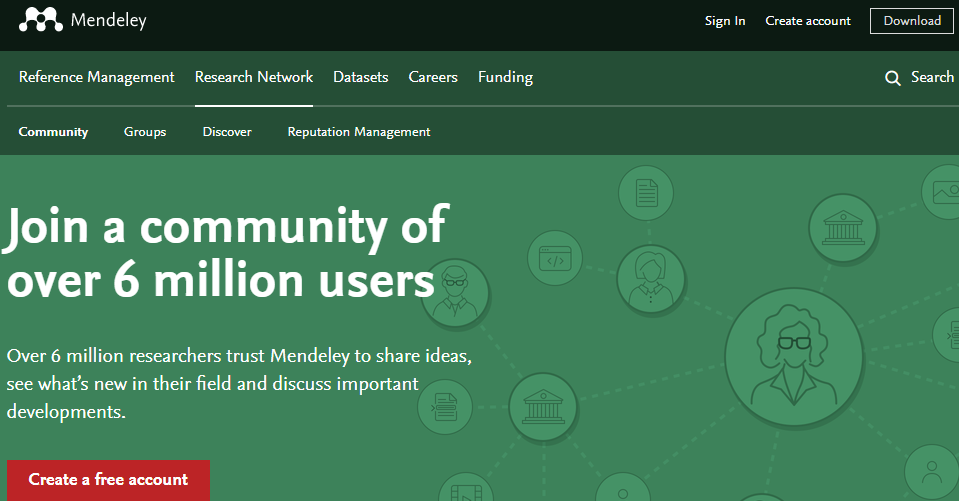 Mendeley
Sign In Create account Download
Reference Management Research Network Datasets Careers Funding Search
Community Groups Discover Reputation Management
Join a community of
over 6 million users
Over 6 million researchers trust Mendeley to share ideas,
see what’s new in their field and discuss important
developments.
Create a free account